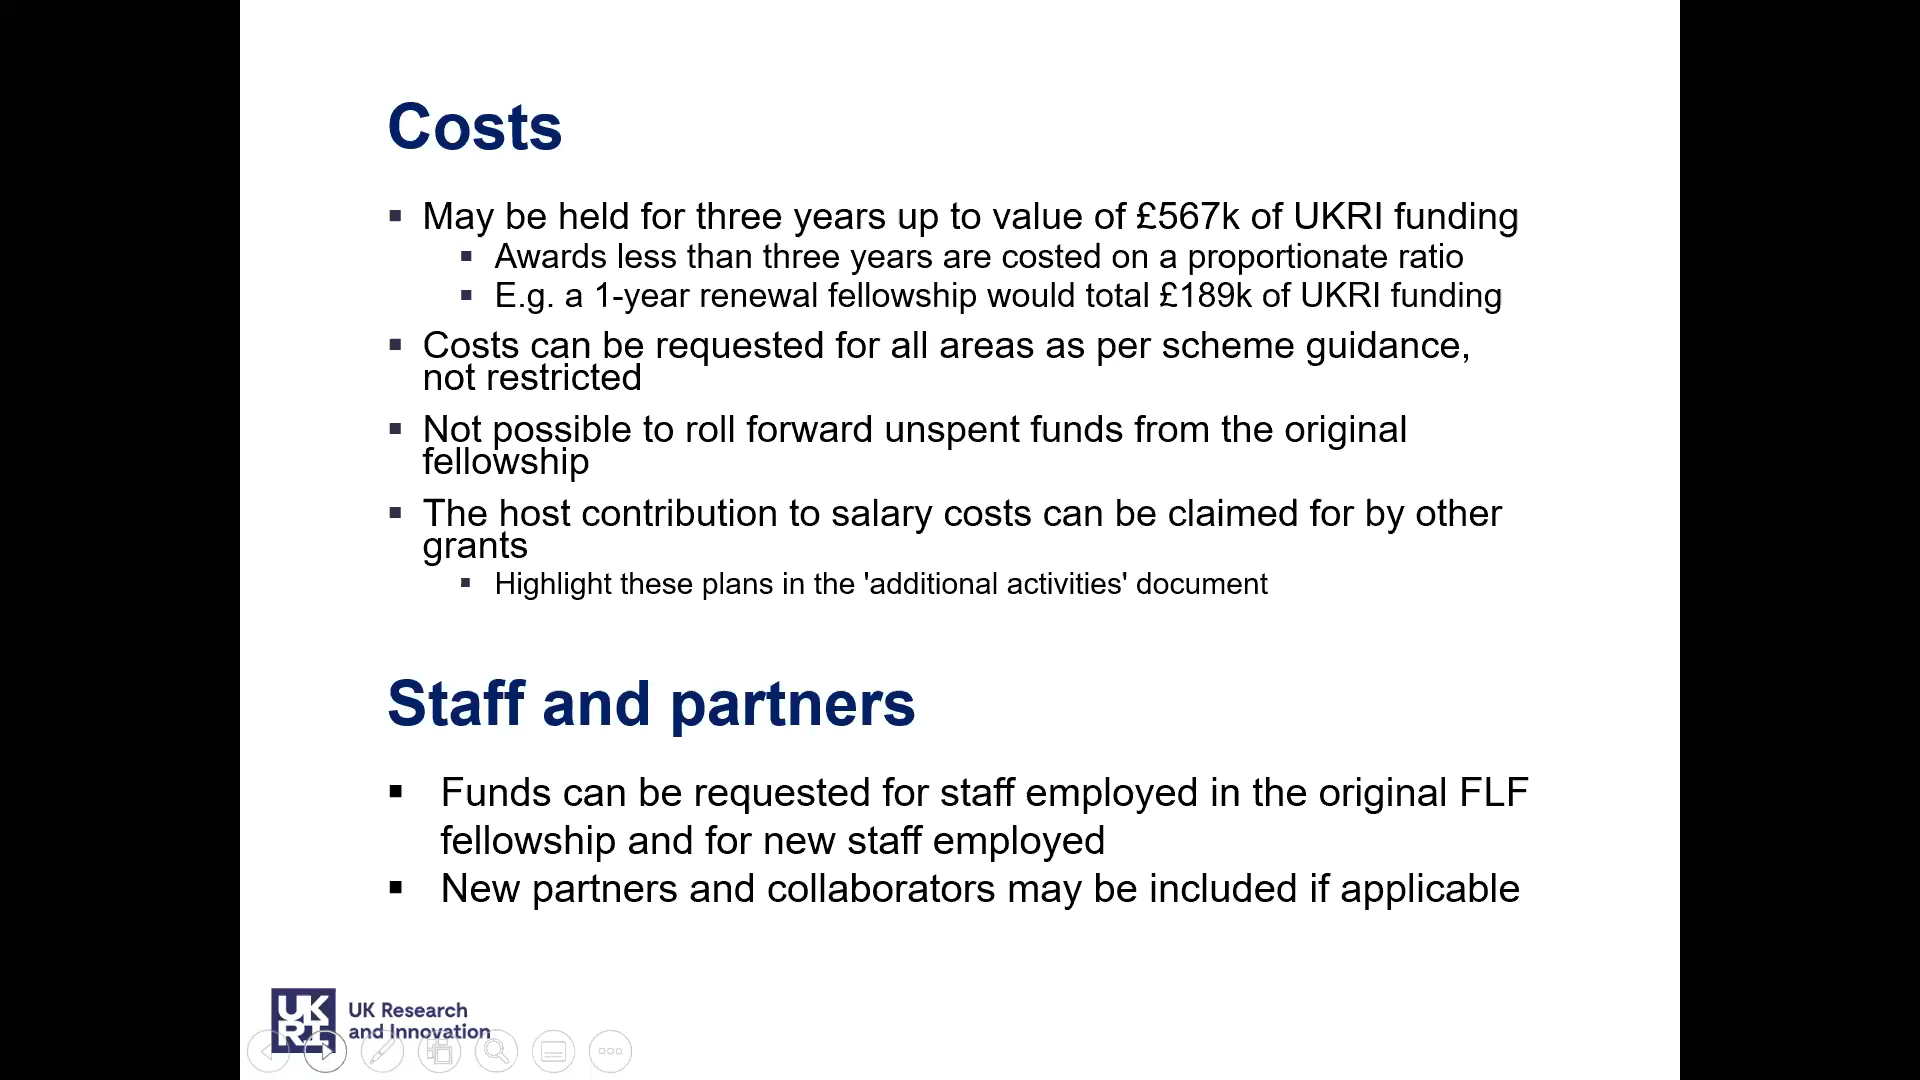 Costs
▪ May be held for three years up to value of £567k of UKRI funding
▪ Awards less than three years are costed on a proportionate ratio
▪ E.g. a 1-year renewal fellowship would total £189k of UKRI funding
▪ Costs can be requested for all areas as per scheme guidance,
not restricted
▪ Not possible to roll forward unspent funds from the original
fellowship
▪ The host contribution to salary costs can be claimed for by other
grants
▪ Highlight these plans in the 'additional activities' document
Staff and partners
▪ Funds can be requested for staff employed in the original FLF
fellowship and for new staff employed
▪ New partners and collaborators may be included if applicable
UK
RI
UK Research
and Innovation